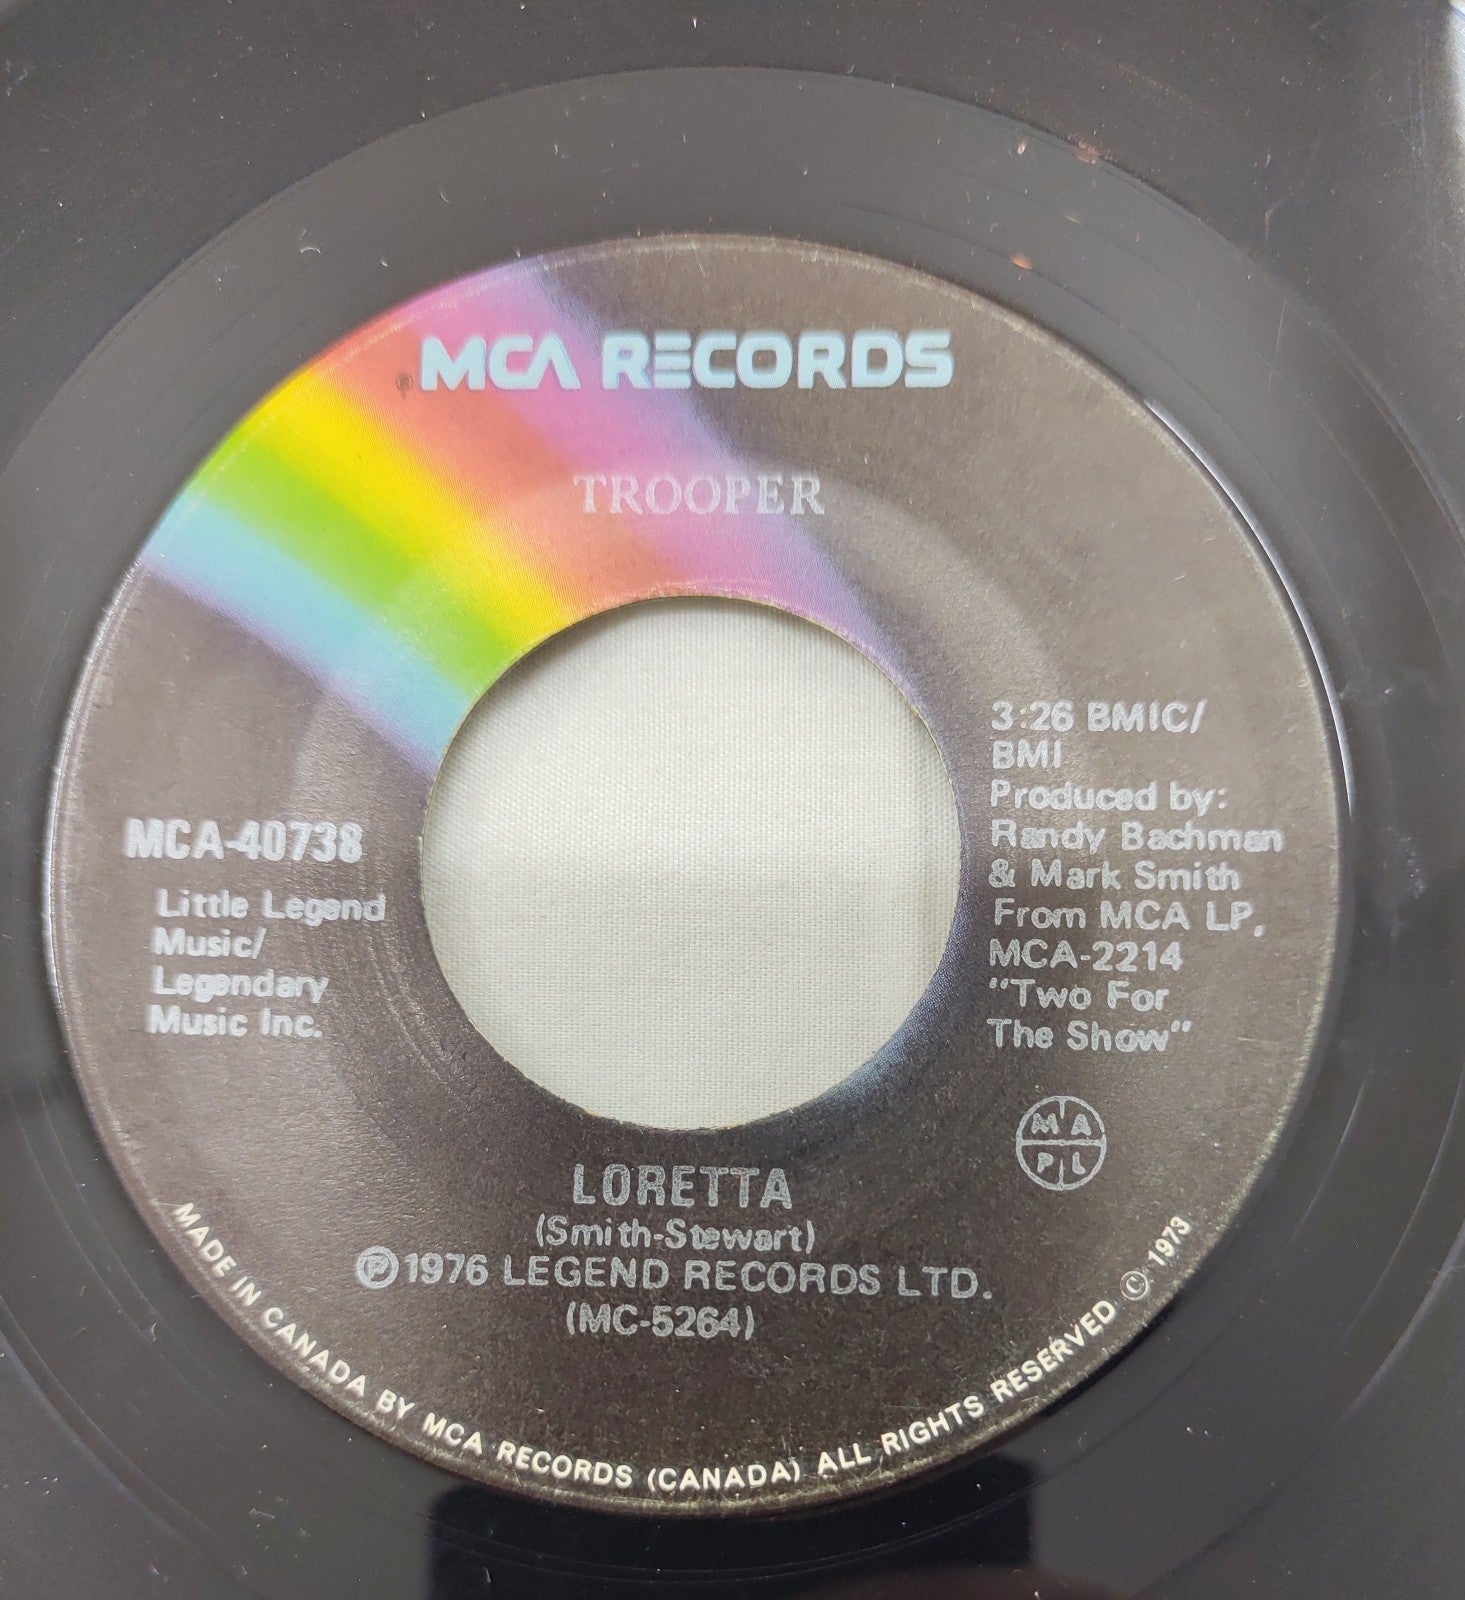 ® MCA RECORDS
TROOPER
MCA-40738
Little Legend
Music/
Legendary
Music Inc.
3:26 BMIC/
BMI
Produced by:
Randy Bachman
& Mark Smith
From MCA LP,
MCA-2214
"Two For
The Show"
M A
P L
LORETTA
(Smith-Stewart)
℗1976 LEGEND RECORDS LTD.
(MC-5264)
MADE IN CANADA BY MCA RECORDS (CANADA) ALL RIGHTS RESERVED © 1973